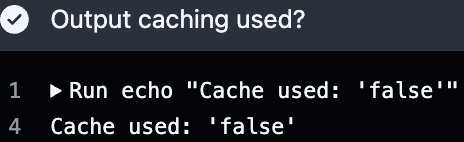 Output caching used?
1 Run echo "Cache used: 'false'"
4 Cache used: 'false'